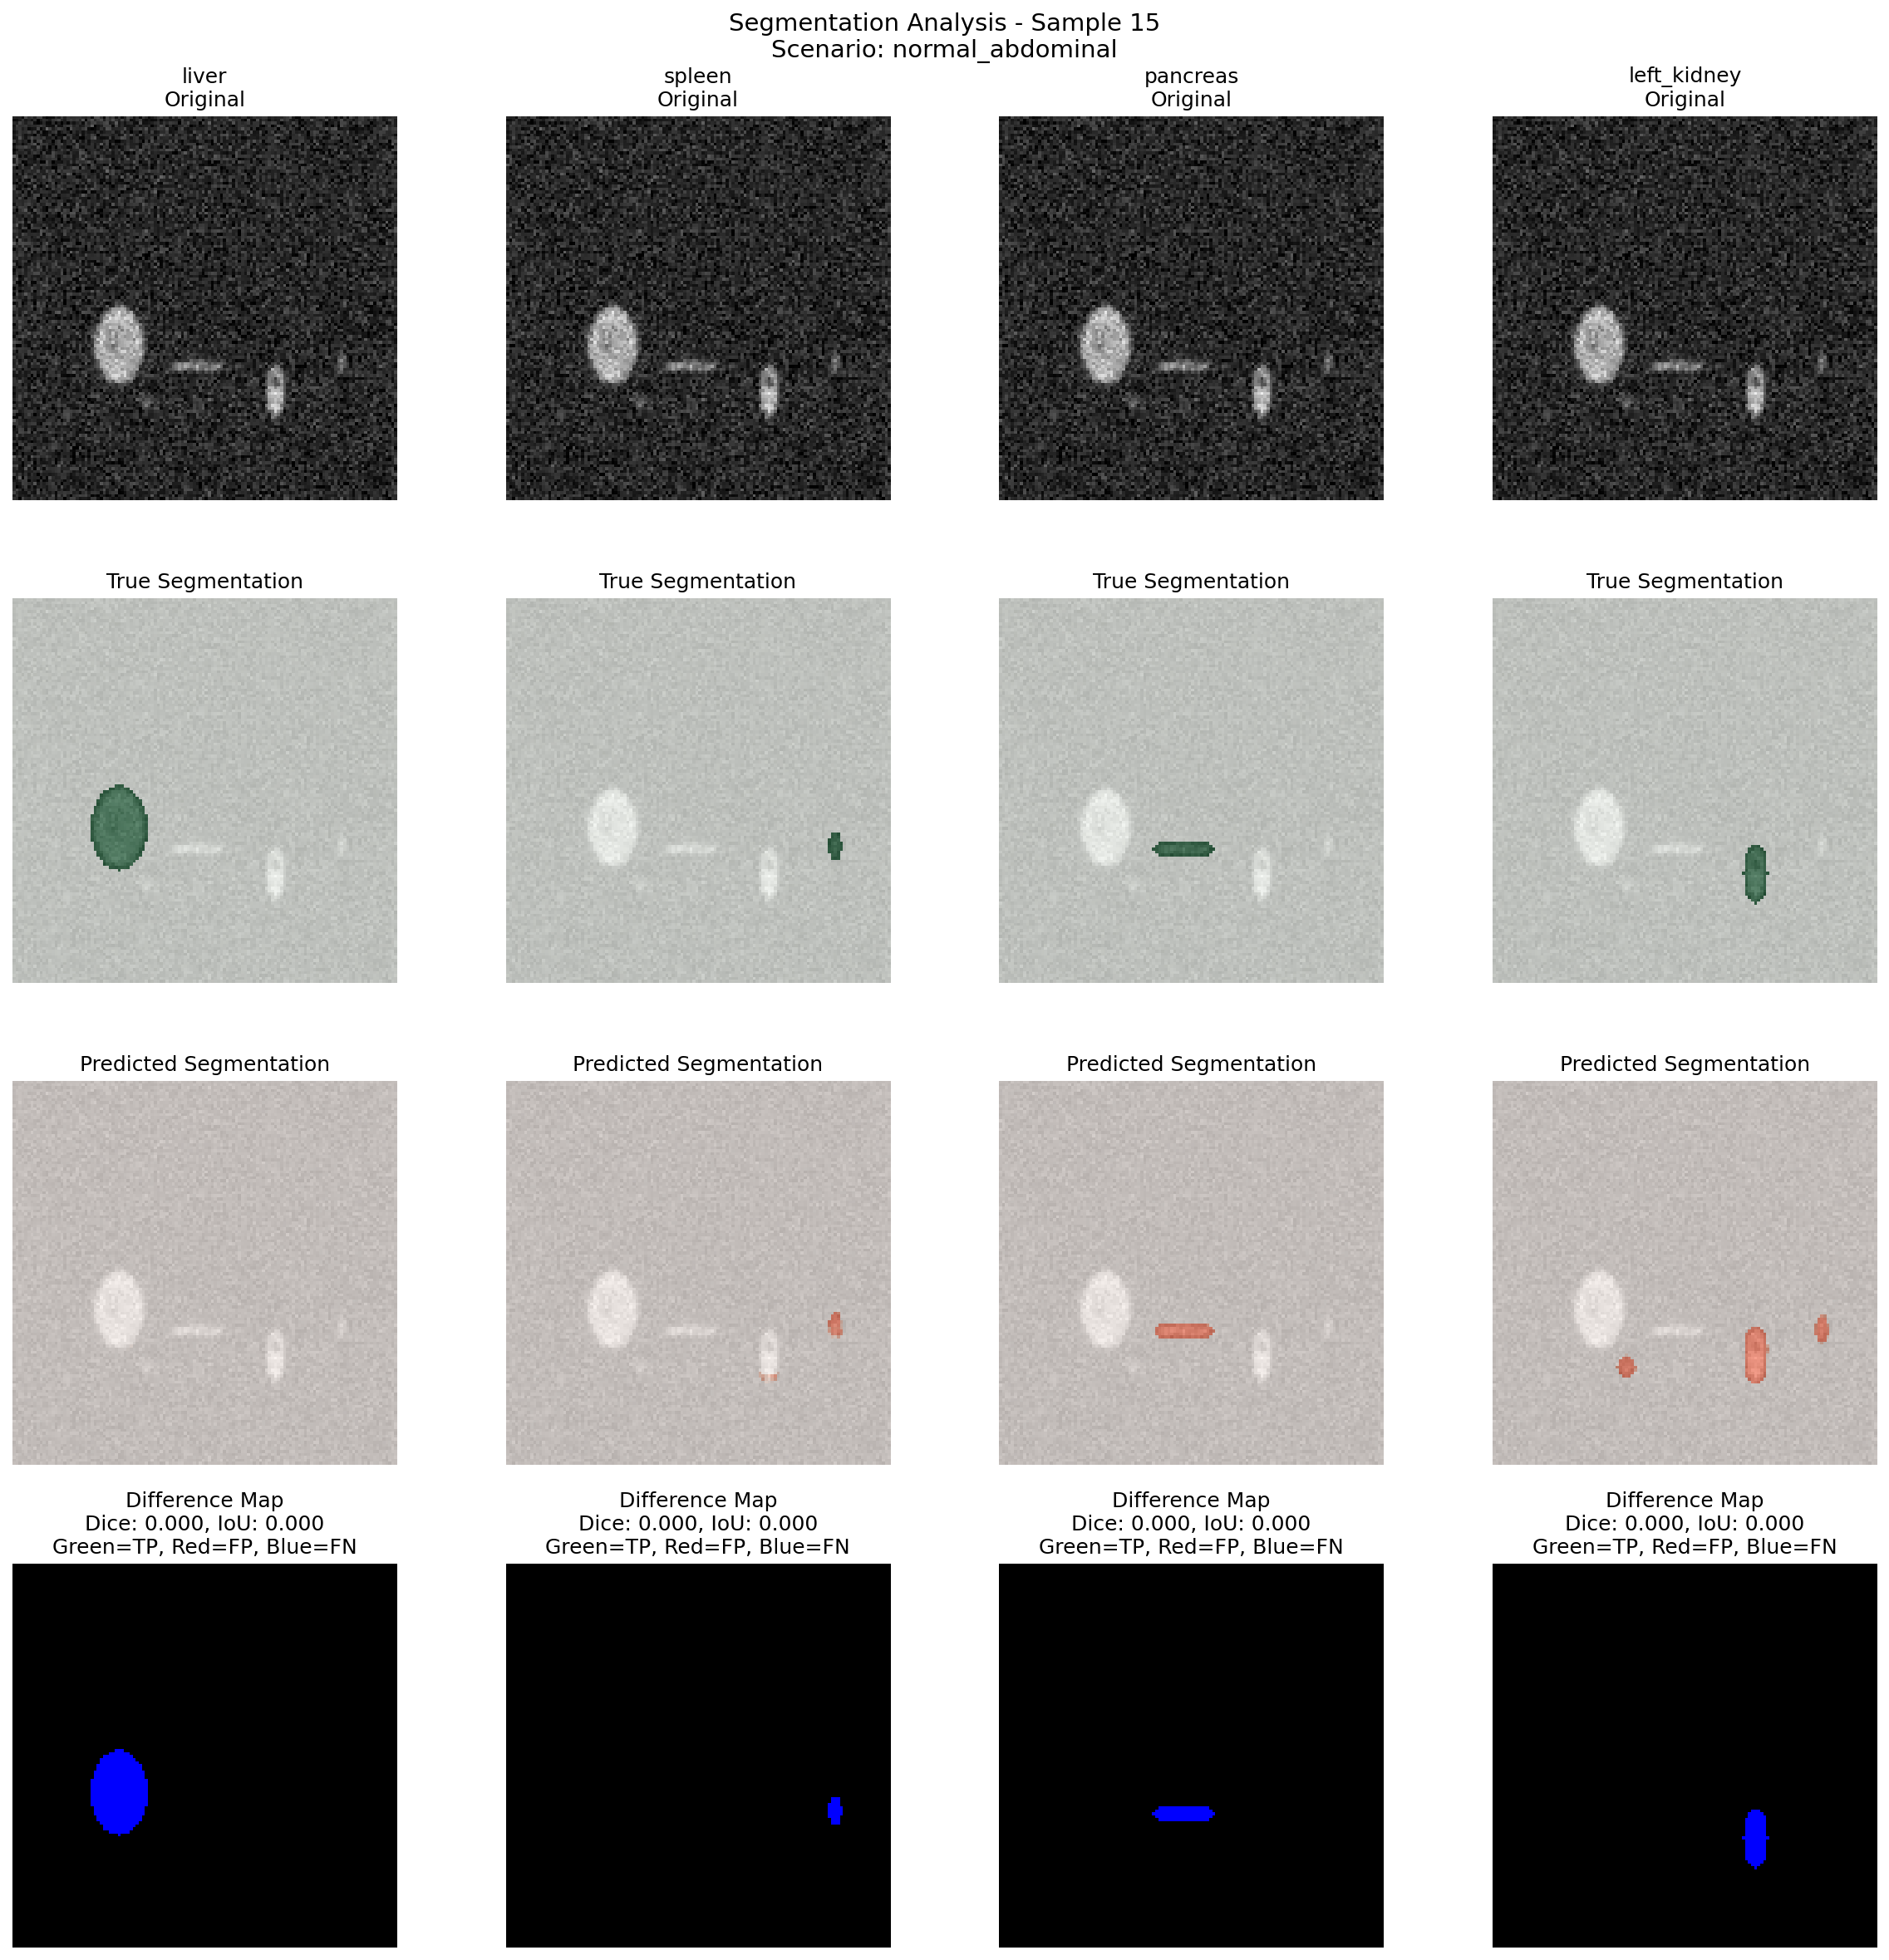 Segmentation Analysis - Sample 15
Scenario: normal_abdominal
liver
Original
spleen
Original
pancreas
Original
left_kidney
Original
True Segmentation
True Segmentation
True Segmentation
True Segmentation
Predicted Segmentation
Predicted Segmentation
Predicted Segmentation
Predicted Segmentation
Difference Map
Dice: 0.000, IoU: 0.000
Green=TP, Red=FP, Blue=FN
Difference Map
Dice: 0.000, IoU: 0.000
Green=TP, Red=FP, Blue=FN
Difference Map
Dice: 0.000, IoU: 0.000
Green=TP, Red=FP, Blue=FN
Difference Map
Dice: 0.000, IoU: 0.000
Green=TP, Red=FP, Blue=FN